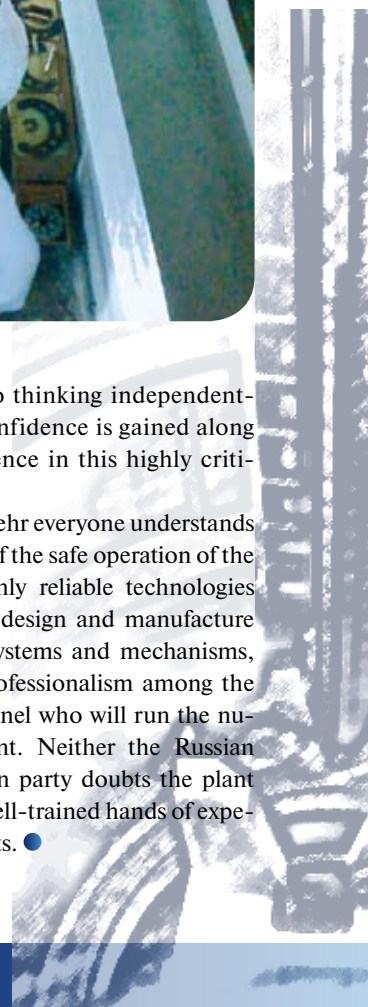 thinking independent-
nfidence is gained along
ence in this highly criti-
ehr everyone understands
f the safe operation of the
nly reliable technologies
design and manufacture
ystems and mechanisms,
ofessionalism among the
nel who will run the nu-
nt. Neither the Russian
n party doubts the plant
ell-trained hands of expe-
ts.